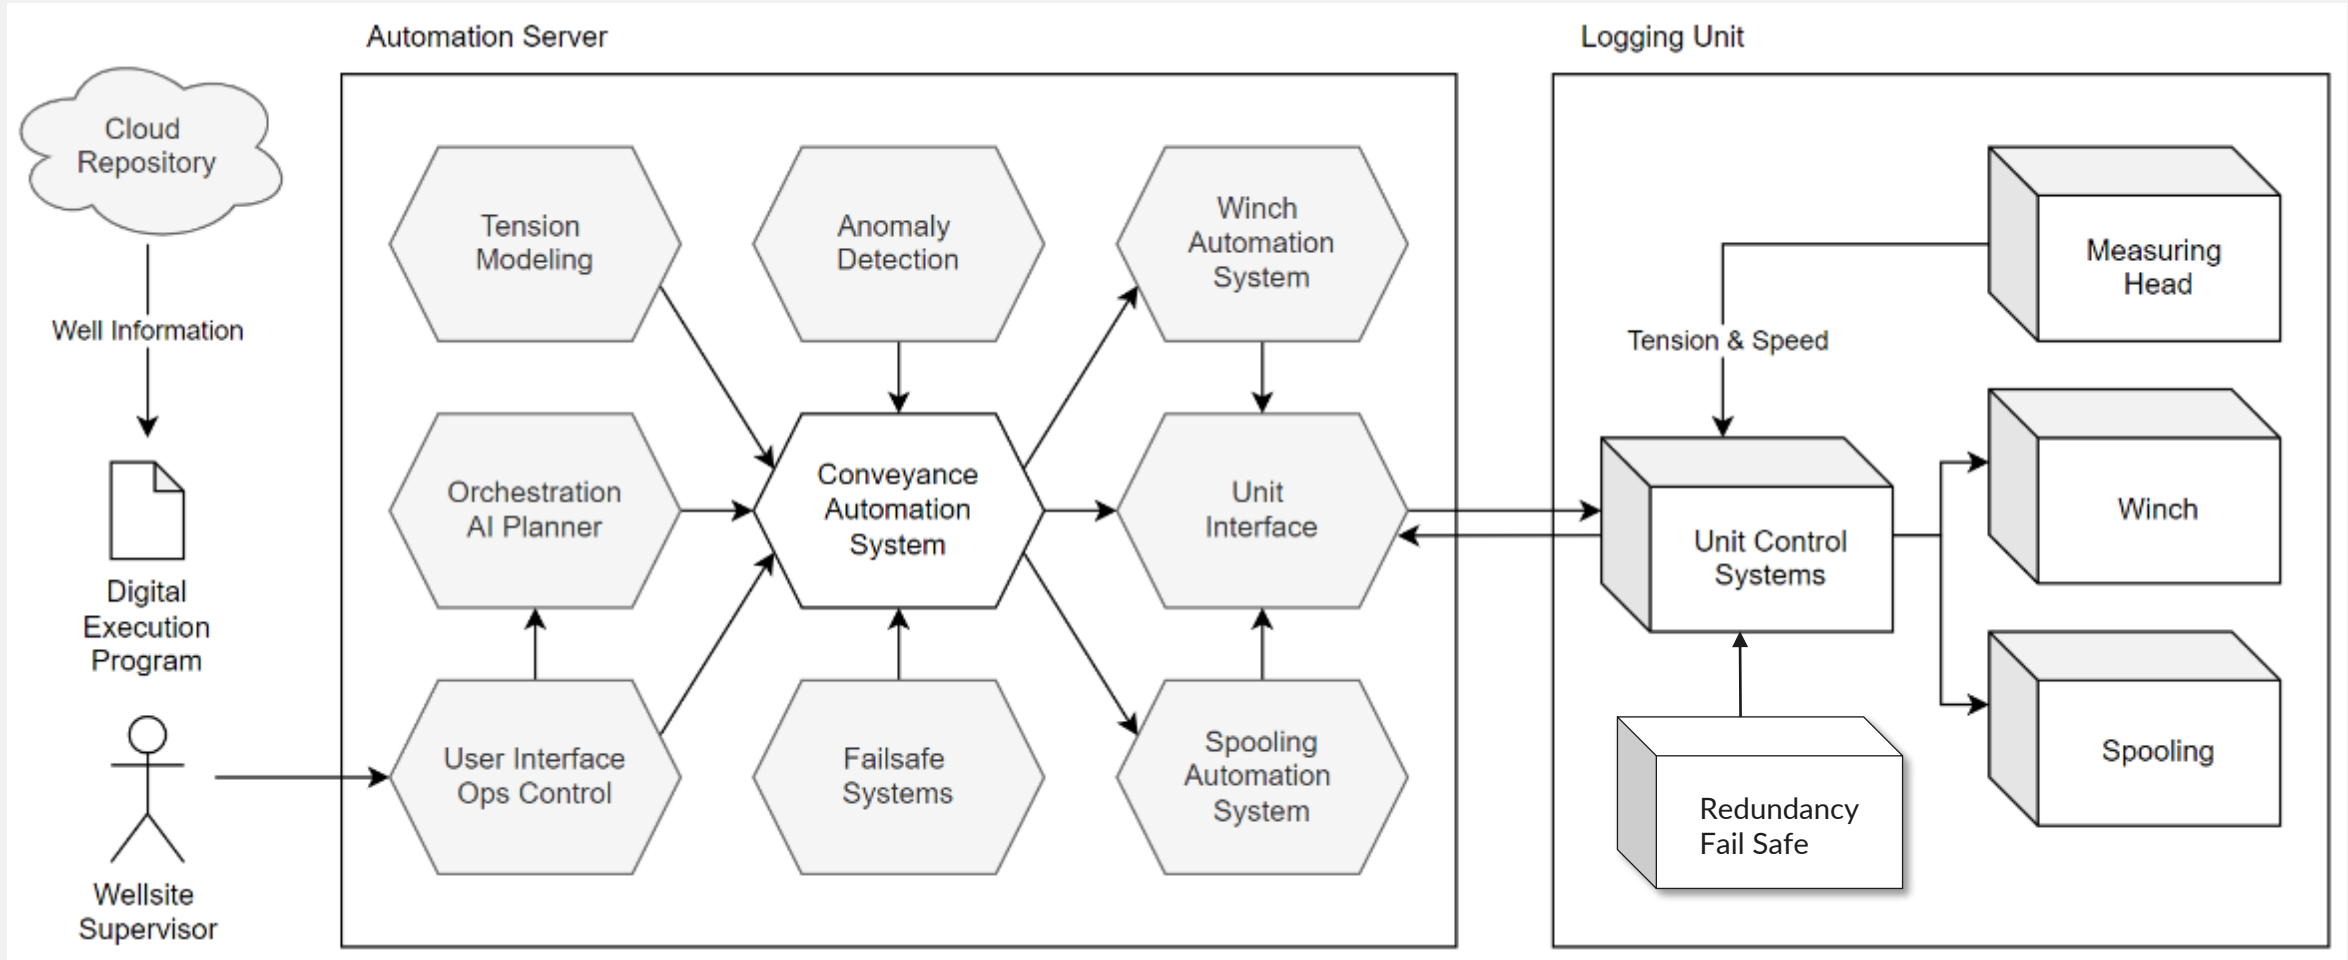 Automation Server
Logging Unit
Cloud
Repository
Well Information
Digital
Execution
Program
Wellsite
Supervisor
Tension
Modeling
Anomaly
Detection
Winch
Automation
System
Orchestration
AI Planner
Conveyance
Automation
System
Unit
Interface
User Interface
Ops Control
Failsafe
Systems
Spooling
Automation
System
Measuring
Head
Tension & Speed
Unit Control
Systems
Winch
Spooling
Redundancy
Fail Safe